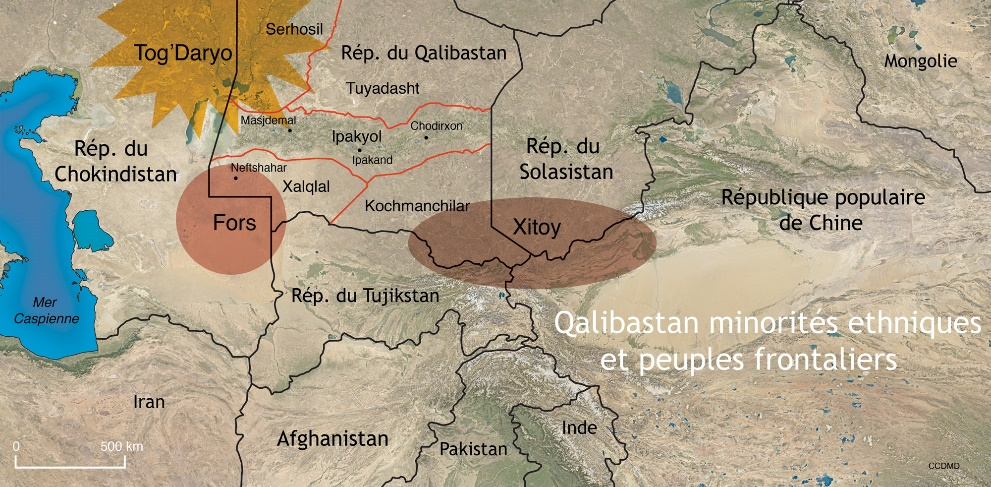 Serhosil
Tog'Daryo
Rép. du Qalibastan
Mongolie
Tuyadasht
Masjdemal
Chodirxon
Ipakyol
Rép. du
Chokindistan
Ipakand
Rép. du
Solasistan
Neftshahar
Xalqlal
République populaire
de Chine
Kochmanchilar
Fors
Xitoy
Rép. du Tujikstan
Mer
Caspienne
Qalibastan minorités ethniques
et peuples frontaliers
Iran
Afghanistan
Pakistan
Inde
0
500 km
CCDMD